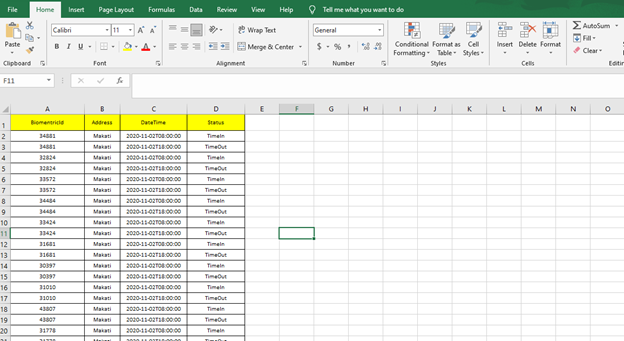 File Home Insert Page Layout Formulas Data Review View Help Tell me what you want to do
Calibri 11 A A Wrap Text General AutoSum
Paste Conditional Format as Cell Insert Delete Format Fill
B I U A Merge & Center $ % , Formatting Table Styles Clear
Clipboard Font Alignment Number Styles Cells
F11 fx
A B C D E F G H I J K L M N O
1 BiomentricId Address DateTime Status
2 34881 Makati 2020-11-02T08:00:00 TimeIn
3 34881 Makati 2020-11-02T18:00:00 TimeOut
4 32824 Makati 2020-11-02T08:00:00 TimeIn
5 32824 Makati 2020-11-02T18:00:00 TimeOut
6 33572 Makati 2020-11-02T08:00:00 TimeIn
7 33572 Makati 2020-11-02T18:00:00 TimeOut
8 34484 Makati 2020-11-02T08:00:00 TimeIn
9 34484 Makati 2020-11-02T18:00:00 TimeOut
10 33424 Makati 2020-11-02T08:00:00 TimeIn
11 33424 Makati 2020-11-02T18:00:00 TimeOut
12 31681 Makati 2020-11-02T08:00:00 TimeIn
13 31681 Makati 2020-11-02T18:00:00 TimeOut
14 30397 Makati 2020-11-02T08:00:00 TimeIn
15 30397 Makati 2020-11-02T18:00:00 TimeOut
16 31010 Makati 2020-11-02T08:00:00 TimeIn
17 31010 Makati 2020-11-02T18:00:00 TimeOut
18 43807 Makati 2020-11-02T08:00:00 TimeIn
19 43807 Makati 2020-11-02T18:00:00 TimeOut
20 31778 Makati 2020-11-02T08:00:00 TimeIn